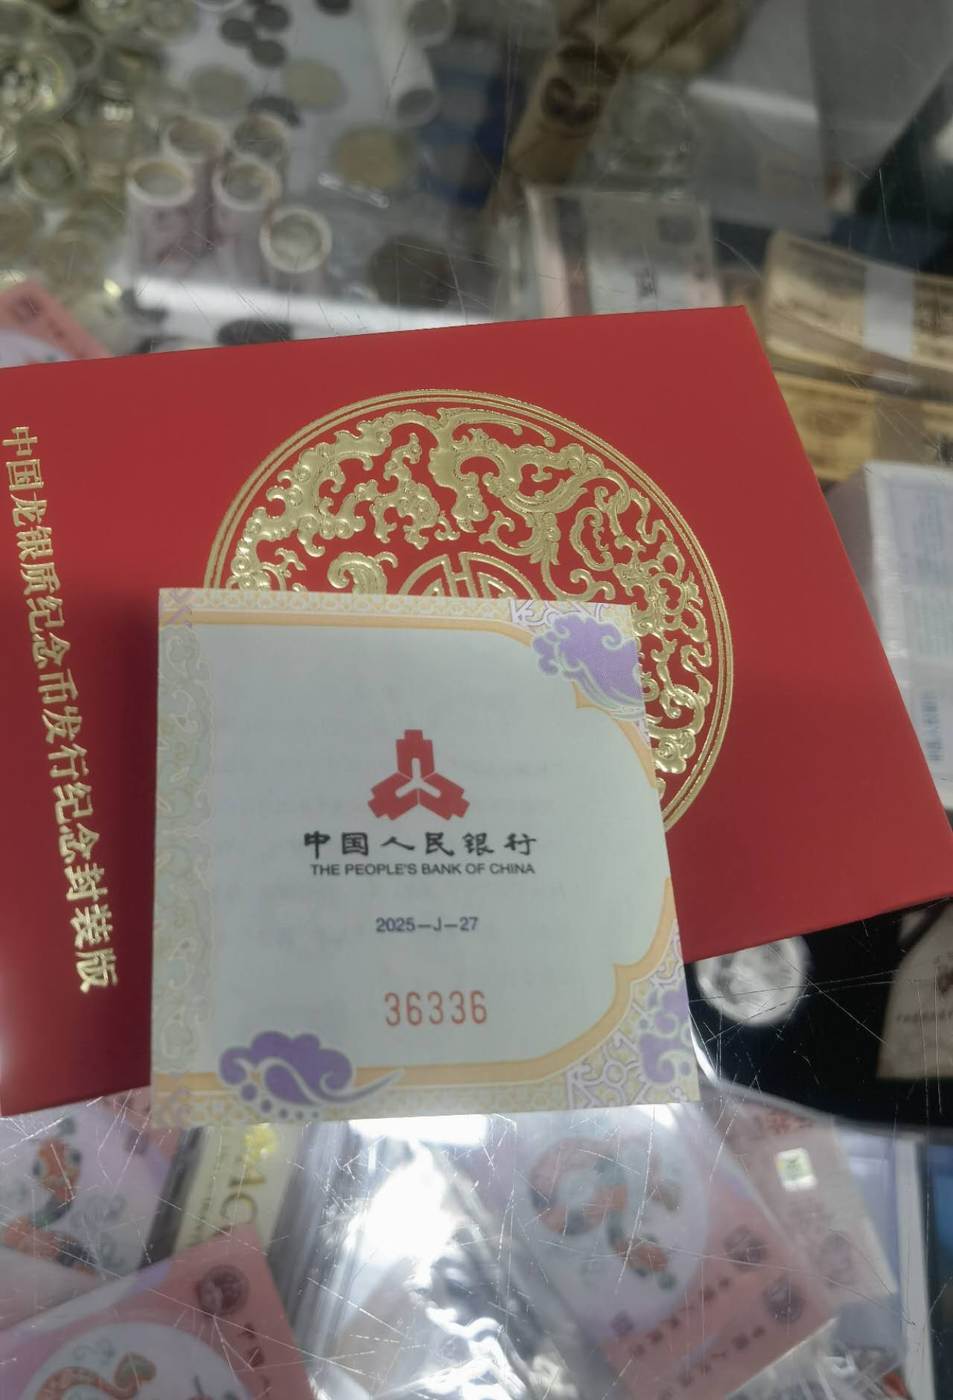 中国龙银质纪念币发行纪念封装版
中国人民银行
THE PEOPLE'S BANK OF CHINA
2025—J—27
36336